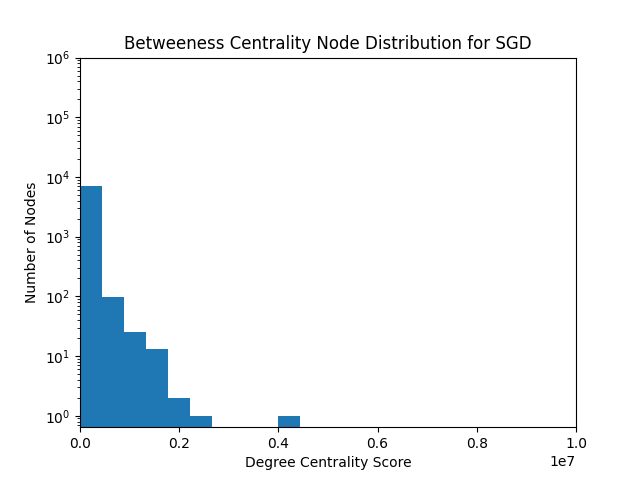 Betweeness Centrality Node Distribution for SGD
Number of Nodes
10^6
10^5
10^4
10^3
10^2
10^1
10^0
0.0 0.2 0.4 0.6 0.8 1.0
1e7
Degree Centrality Score